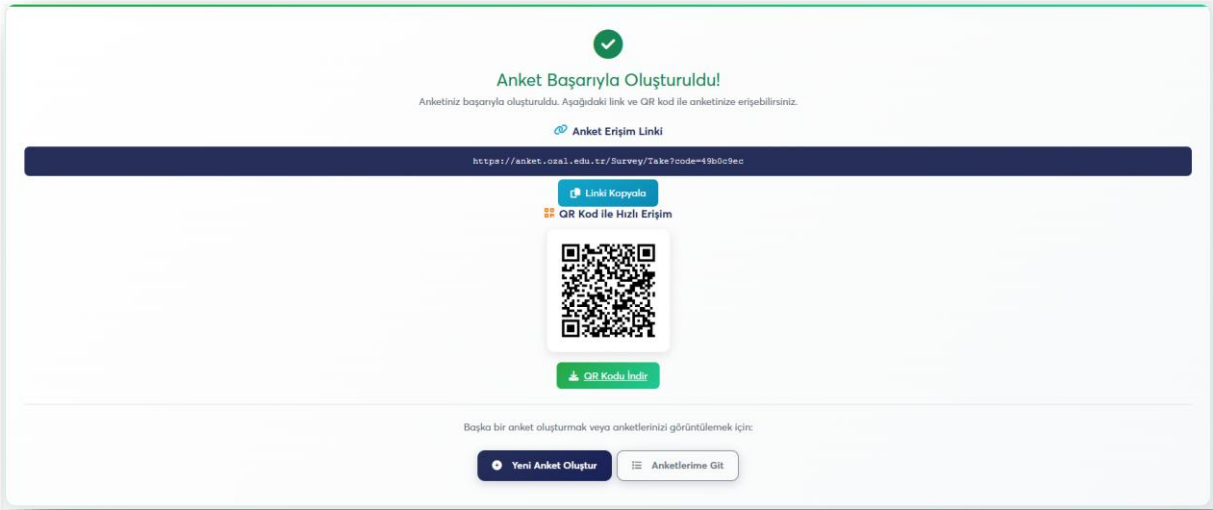 Anket Başarıyla Oluşturuldu!
Anketiniz başarıyla oluşturuldu. Aşağıdaki link ve QR kod ile anketinize erişebilirsiniz.
Anket Erişim Linki
https://anket.ozal.edu.tr/Survey/Take?code=49b0c9ec
Linki Kopyala
QR Kod ile Hızlı Erişim
QR Kodu İndir
Başka bir anket oluşturmak veya anketlerinizi görüntülemek için:
Yeni Anket Oluştur
Anketlerime Git